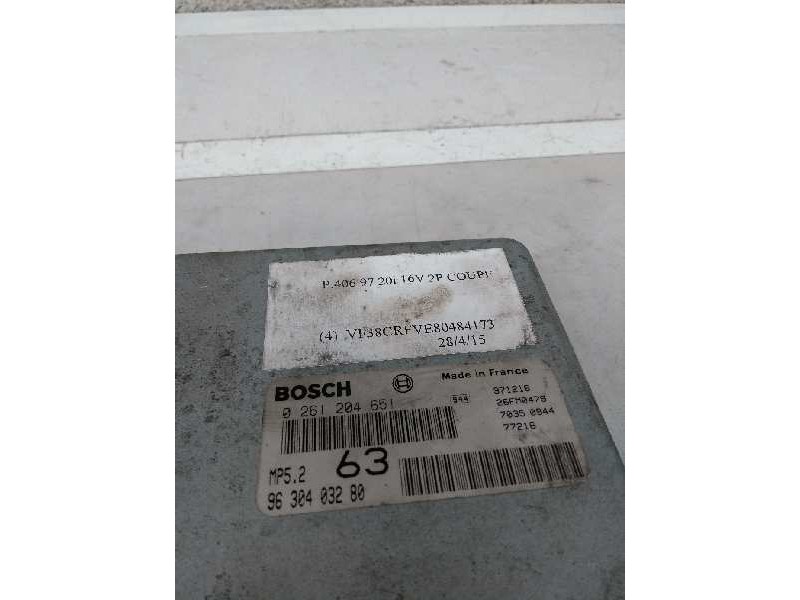 P.406 97 20i 16V 2P COUPE
(4) VF38CRFVE80484173
28/4/15
BOSCH
Made in France
0 261 204 651
944
971216
26FM0478
7035 0944
77216
MP5.2
63
96 304 032 80